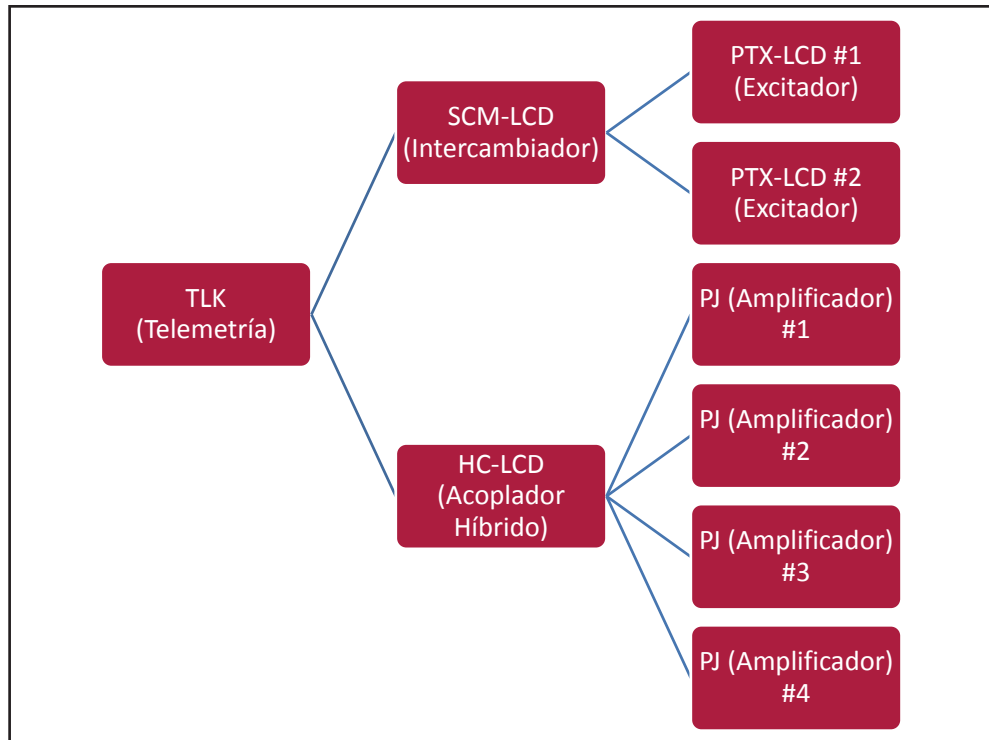 PTX-LCD #1
(Excitador)
SCM-LCD
(Intercambiador)
PTX-LCD #2
(Excitador)
TLK
(Telemetría)
PJ (Amplificador)
#1
PJ (Amplificador)
#2
HC-LCD
(Acoplador
Híbrido)
PJ (Amplificador)
#3
PJ (Amplificador)
#4